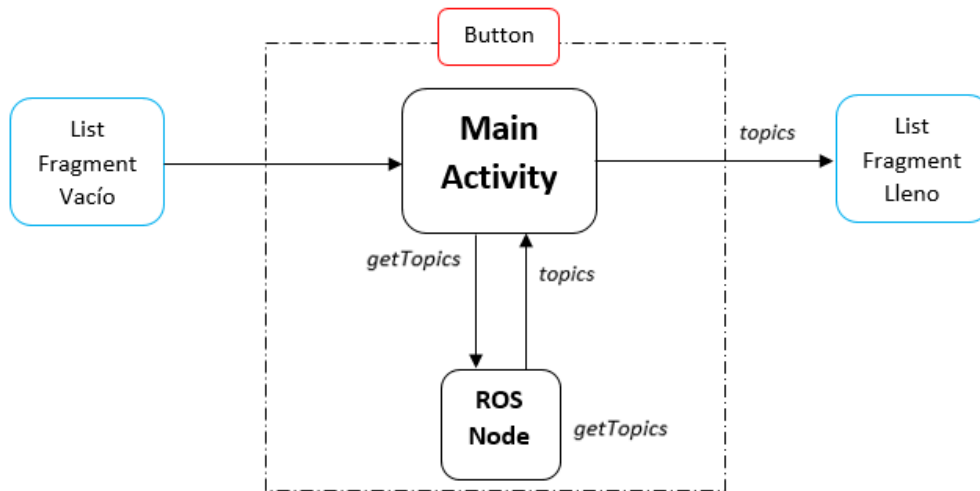 Button
List
Fragment
Vacío
Main
Activity
topics
List
Fragment
Lleno
getTopics
topics
ROS
Node
getTopics